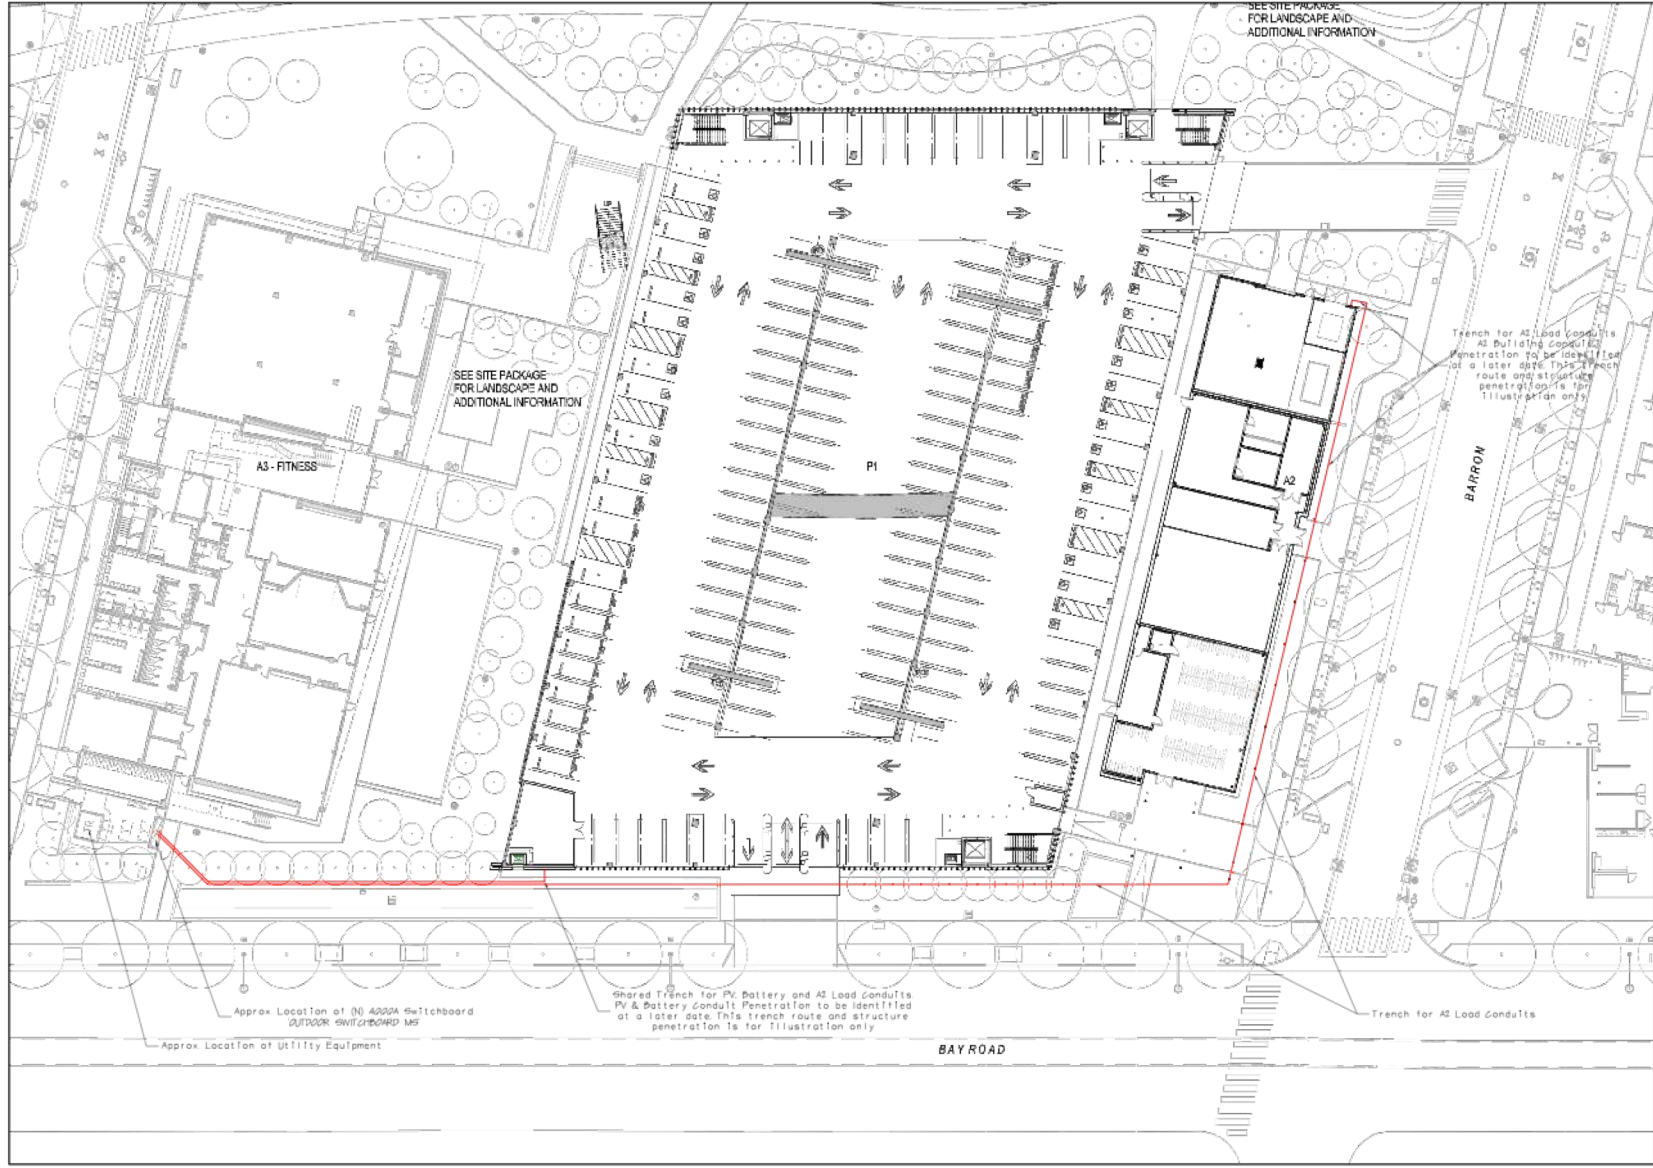 SEE SITE PACKAGE
FOR LANDSCAPE AND
ADDITIONAL INFORMATION
Trench for A2 Load Conduits
A2 Building Conduit
Penetration to be identified
at a later date. This trench
route and structure
penetration is for
illustration only
SEE SITE PACKAGE
FOR LANDSCAPE AND
ADDITIONAL INFORMATION
A3 - FITNESS
P1
A2
BARRON
Shared Trench for PV, Battery and A2 Load Conduits
PV & Battery Conduit Penetration to be identified
at a later date. This trench route and structure
penetration is for illustration only
Approx Location of (N) 4000A Switchboard
OUTDOOR SWITCHBOARD MS
Trench for A2 Load Conduits
Approx Location of Utility Equipment
BAY ROAD